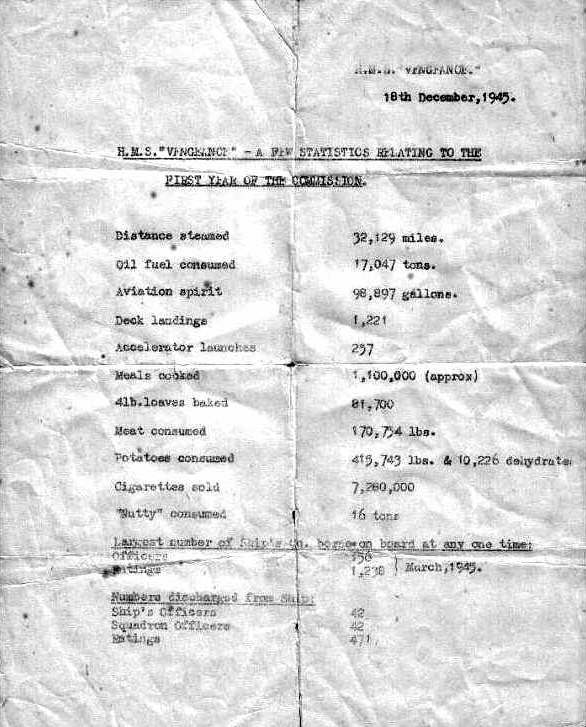 H.M.S. "VENGEANCE."
18th December,1945.
H.M.S."VENGEANCE" - A FEW STATISTICS RELATING TO THE
FIRST YEAR OF THE COMMISSION.
Distance steamed 32,129 miles.
Oil fuel consumed 17,047 tons.
Aviation spirit 98,897 gallons.
Deck landings 1,221
Accelerator launches 257
Meals cooked 1,100,000 (approx)
4lb.loaves baked 81,700
Meat consumed 170,754 lbs.
Potatoes consumed 415,743 lbs. & 10,226 dehydrate
Cigarettes sold 7,260,000
"Nutty" consumed 16 tons
Largest number of Ship's Co. borne on board at any one time:
Officers
Ratings 1,238 } March,1945.
Numbers discharged from Ship:
Ship's Officers 42
Squadron Officers 42
Ratings 471